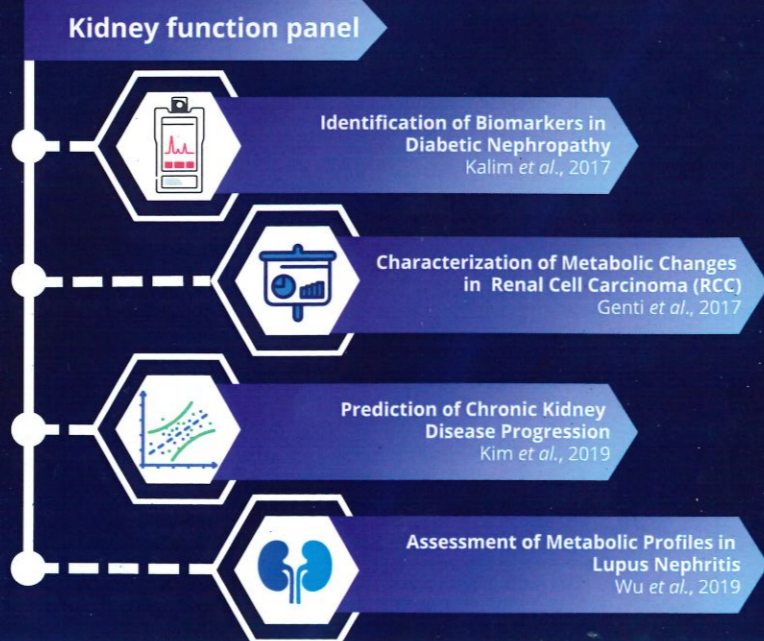 Kidney function panel
Identification of Biomarkers in
Diabetic Nephropathy
Kalim et al., 2017
Characterization of Metabolic Changes
in Renal Cell Carcinoma (RCC)
Genti et al., 2017
Prediction of Chronic Kidney
Disease Progression
Kim et al., 2019
Assessment of Metabolic Profiles in
Lupus Nephritis
Wu et al., 2019